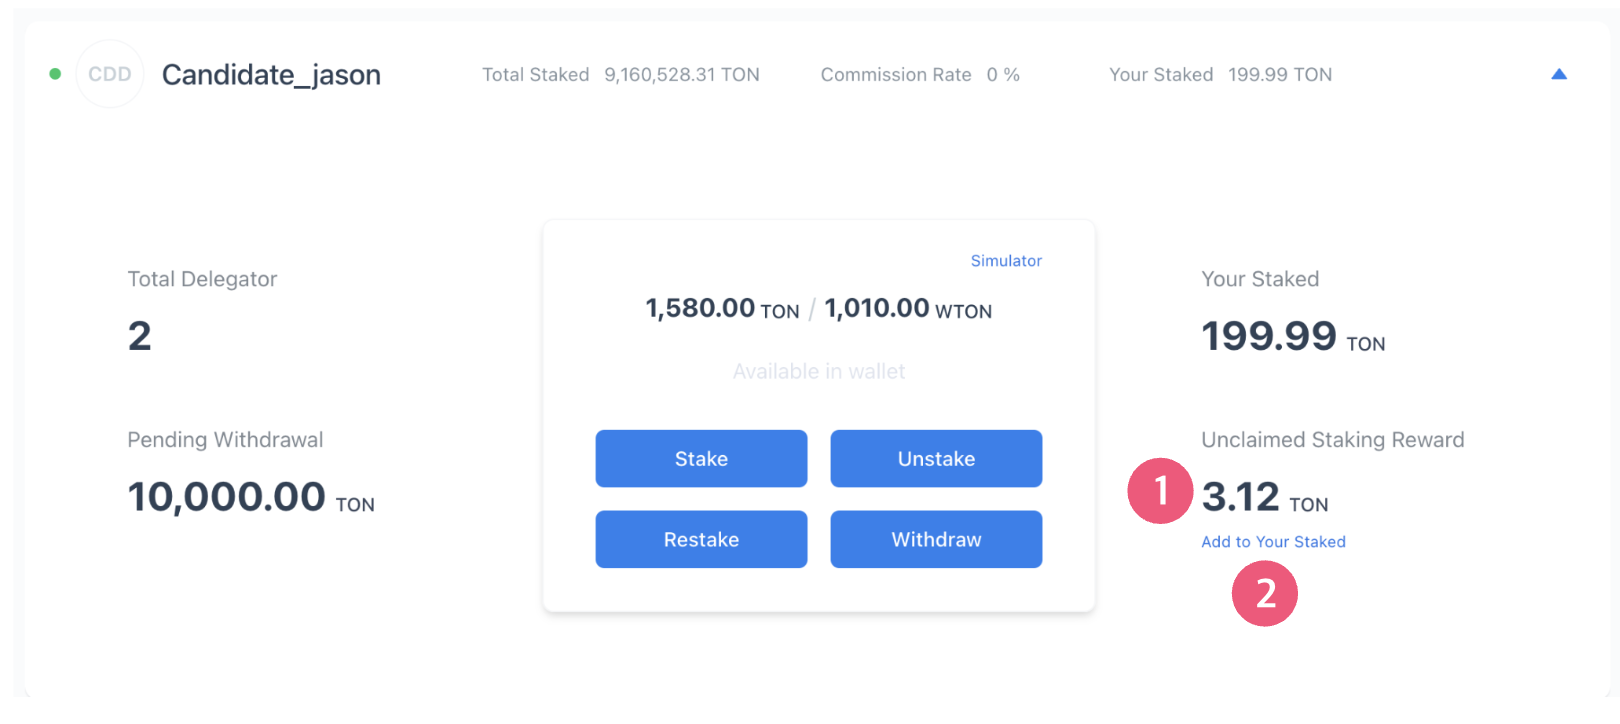 CDD Candidate_jason Total Staked 9,160,528.31 TON Commission Rate 0 % Your Staked 199.99 TON
Total Delegator
2
Pending Withdrawal
10,000.00 TON
Simulator
1,580.00 TON / 1,010.00 WTON
Available in wallet
Stake Unstake
Restake Withdraw
Your Staked
199.99 TON
Unclaimed Staking Reward
1 3.12 TON
Add to Your Staked
2